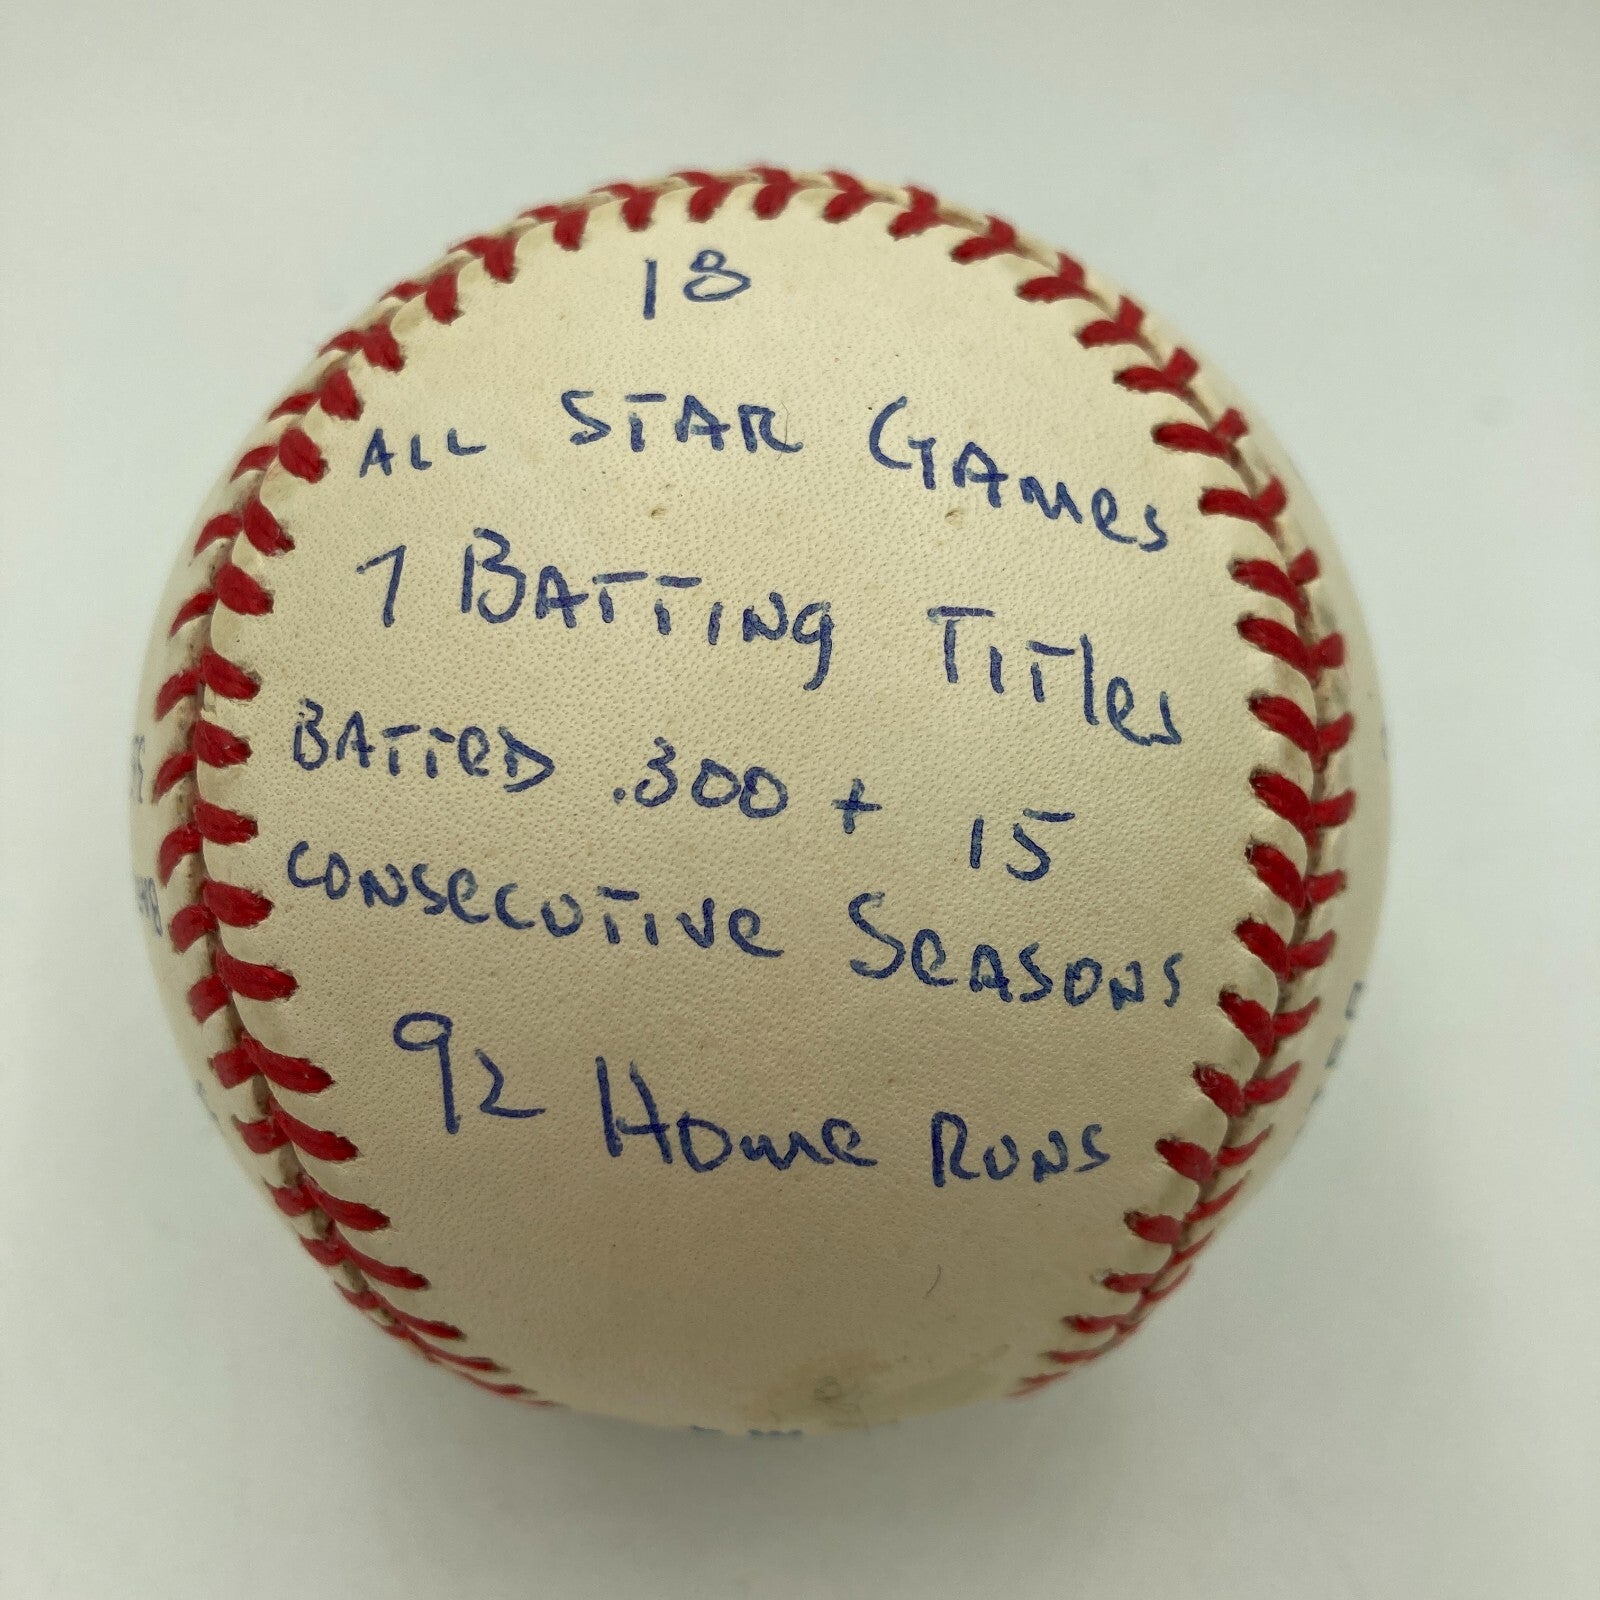 18
ALL STAR GAMes
7 BATTING TITles
BATTeD .300 + 15
CONSeCUTIVe SeASONS
92 Home RUNS